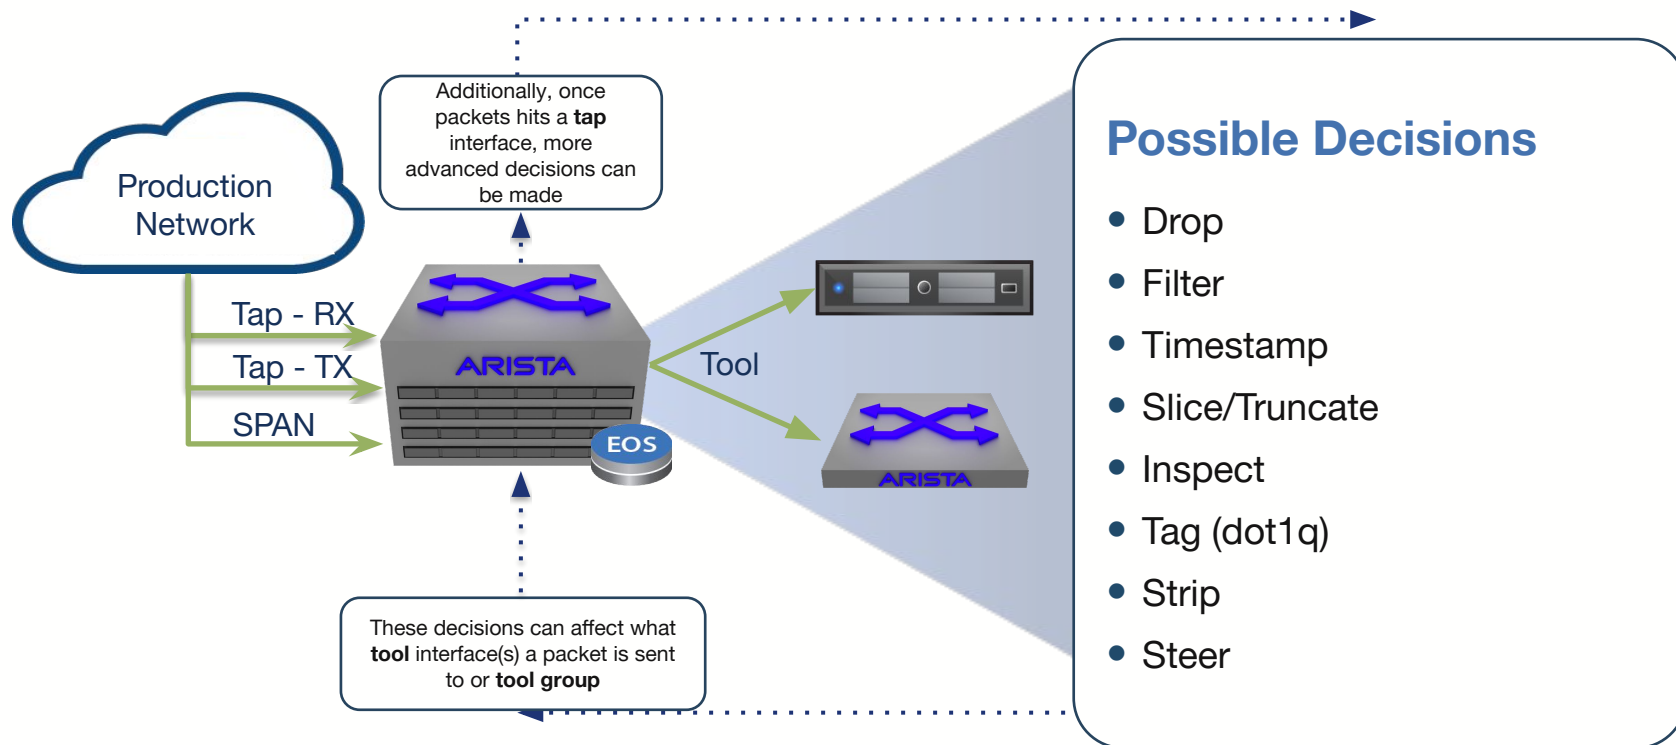 Additionally, once
packets hits a tap
interface, more
advanced decisions can
be made
Production
Network
Tap - RX
Tap - TX
SPAN
ARISTA
EOS
Tool
ARISTA
These decisions can affect what
tool interface(s) a packet is sent
to or tool group
Possible Decisions
• Drop
• Filter
• Timestamp
• Slice/Truncate
• Inspect
• Tag (dot1q)
• Strip
• Steer